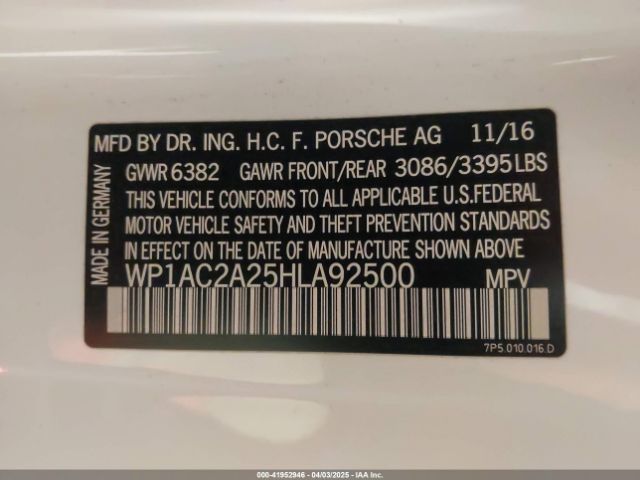 MFD BY DR. ING. H.C. F. PORSCHE AG 11/16
GVWR 6382 GAWR FRONT/REAR 3086/3395 LBS
THIS VEHICLE CONFORMS TO ALL APPLICABLE U.S.FEDERAL
MOTOR VEHICLE SAFETY AND THEFT PREVENTION STANDARDS
IN EFFECT ON THE DATE OF MANUFACTURE SHOWN ABOVE
WP1AC2A25HLA92500 MPV
MADE IN GERMANY
7P5.010.016.D
000-41952946 - 04/03/2025 - IAAI.COM